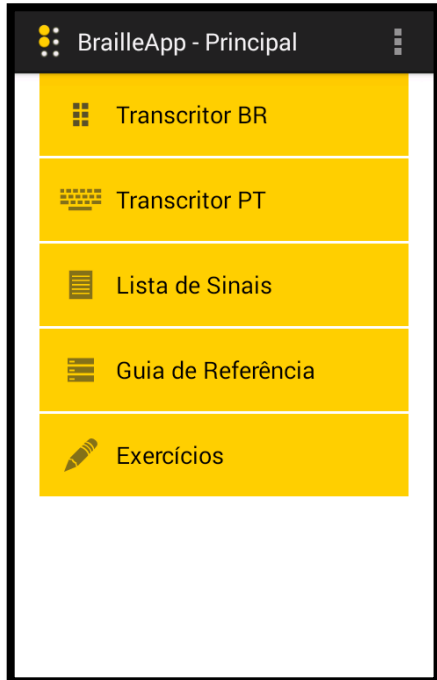 BrailleApp - Principal
Transcritor BR
Transcritor PT
Lista de Sinais
Guia de Referência
Exercícios